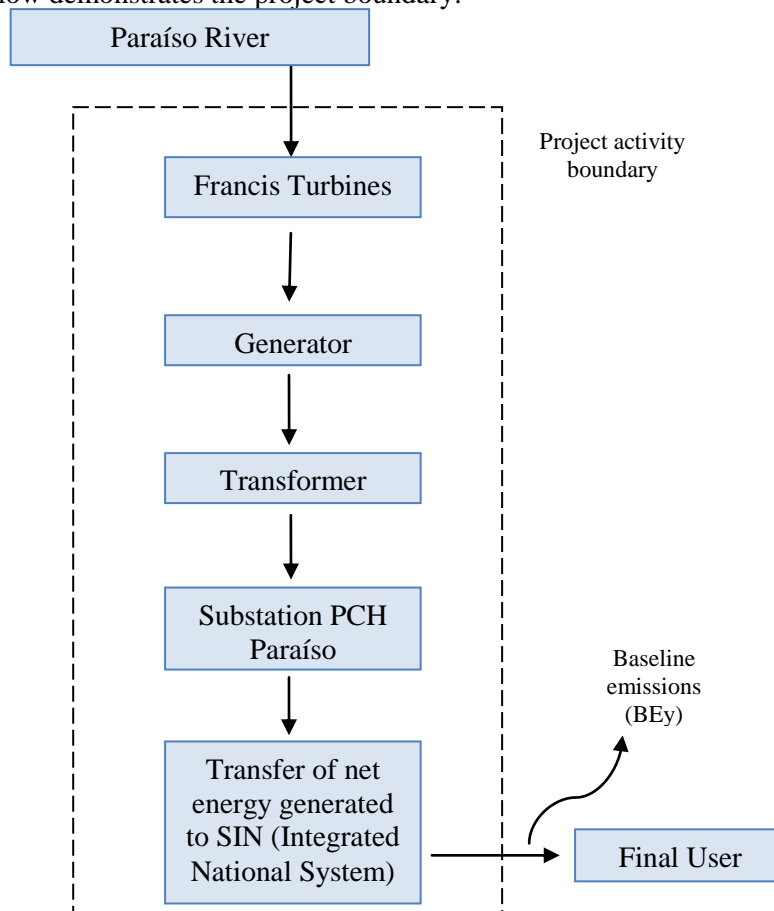 low demonstrates the project boundary:
Paraíso River
Project activity
boundary
Francis Turbines
Generator
Transformer
Substation PCH
Paraíso
Baseline
emissions
(BEy)
Transfer of net
energy generated
to SIN (Integrated
National System)
Final User